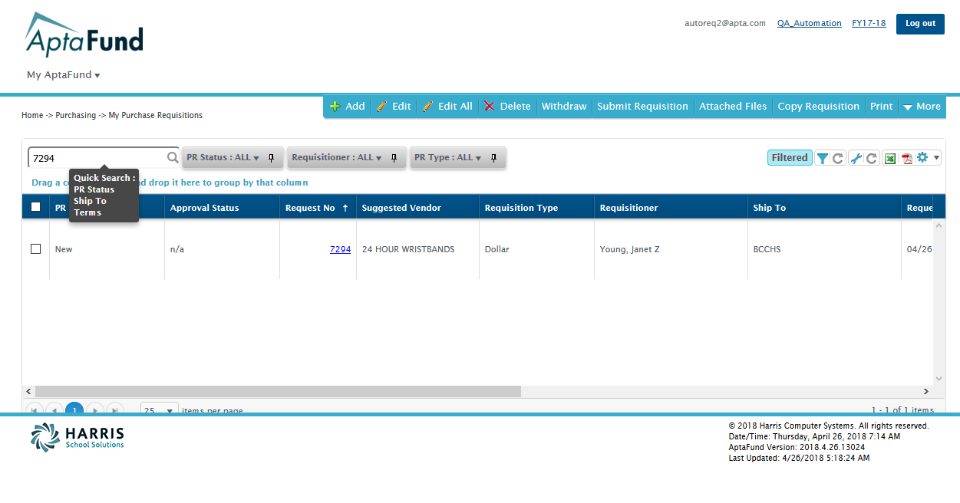 AptaFund
autoreq2@apta.com QA_Automation FY17-18 Log out
My AptaFund
Home -> Purchasing -> My Purchase Requisitions
Add Edit Edit All Delete Withdraw Submit Requisition Attached Files Copy Requisition Print More
7294 PR Status : ALL Requisitioner : ALL PR Type : ALL Filtered
Quick Search :
PR Status
Ship To
Terms
Drag a c d drop it here to group by that column
PR Approval Status Request No ↑ Suggested Vendor Requisition Type Requisitioner Ship To Reque
New n/a 7294 24 HOUR WRISTBANDS Dollar Young, Janet Z BCCHS 04/26
1 25 items per page 1 - 1 of 1 items
HARRIS
School Solutions
© 2018 Harris Computer Systems. All rights reserved.
Date/Time: Thursday, April 26, 2018 7:14 AM
AptaFund Version: 2018.4.26.13024
Last Updated: 4/26/2018 5:18:24 AM